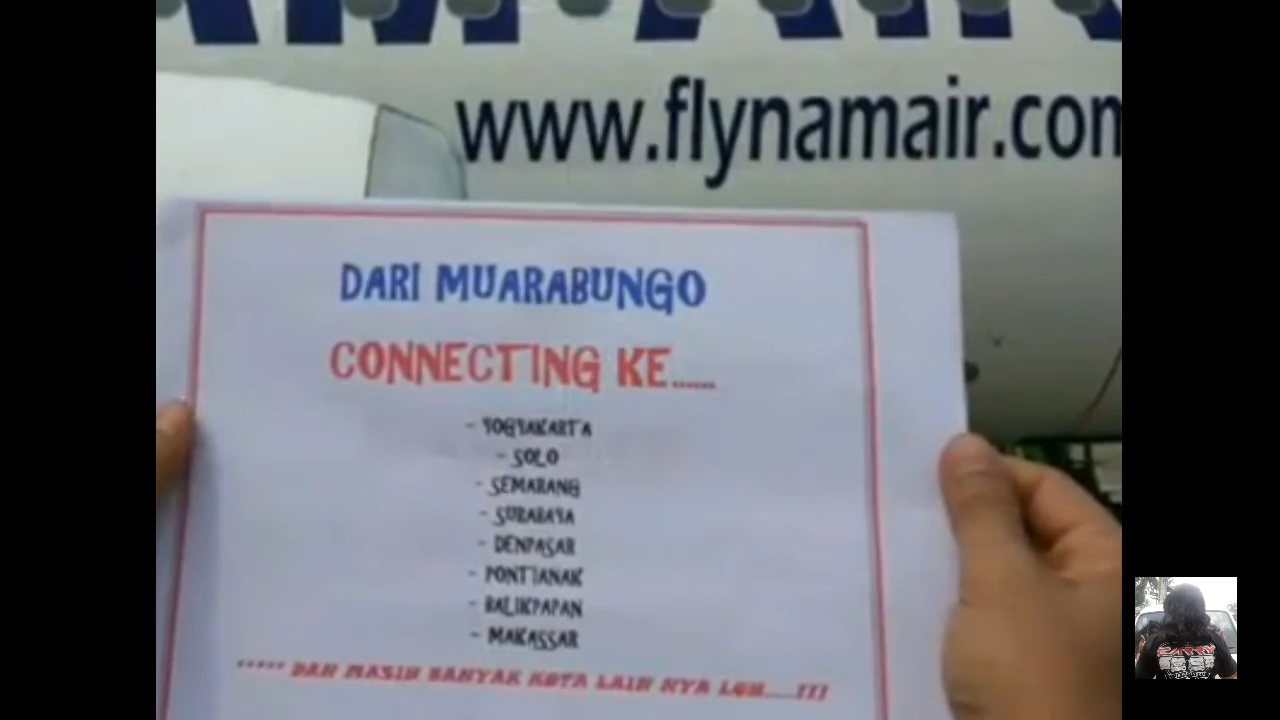 www.flynamair.com
DARI MUARABUNGO
CONNECTING KE......
- YOGYAKARTA
- SOLO
- SEMARANG
- SURABAYA
- DENPASAR
- PONTIANAK
- BALIKPAPAN
- MAKASSAR
***** DAN MASIH BANYAK KOTA LAIN NYA LOH....!!!